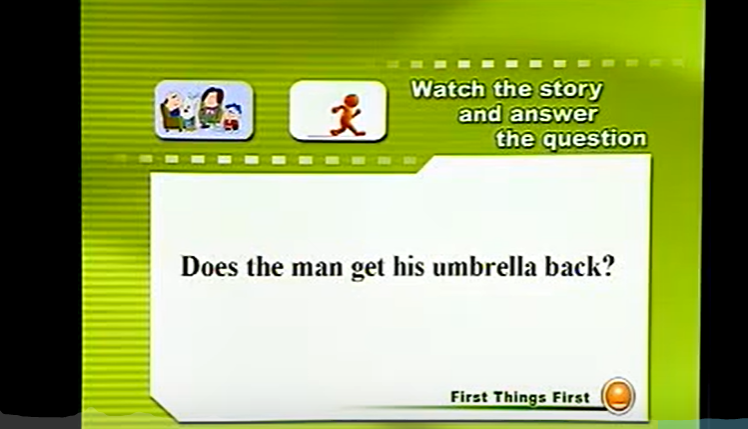 Watch the story
and answer
the question
Does the man get his umbrella back?
First Things First